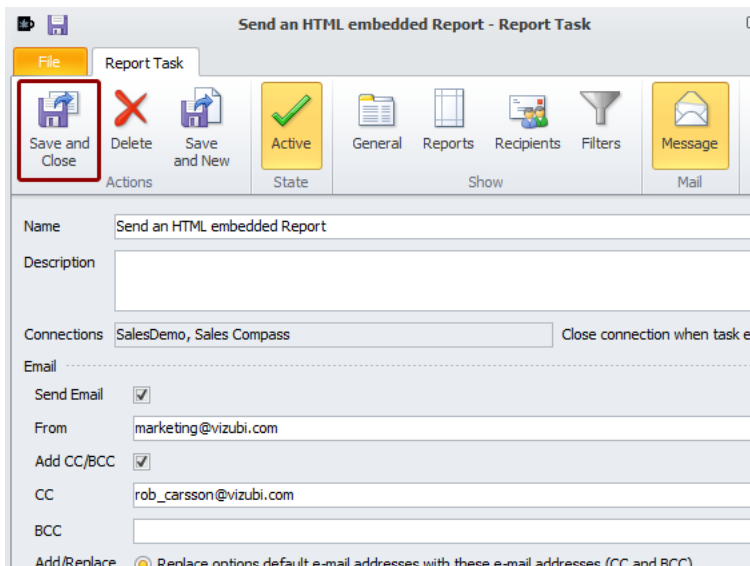 Send an HTML embedded Report - Report Task
File Report Task
Save and Close Delete Save and New Active General Reports Recipients Filters Message
Actions State Show Mail
Name Send an HTML embedded Report
Description
Connections SalesDemo, Sales Compass Close connection when task e
Email
Send Email
From marketing@vizubi.com
Add CC/BCC
CC rob_carsson@vizubi.com
BCC
Add/Replace Replace options default e-mail addresses with these e-mail addresses (CC and BCC)